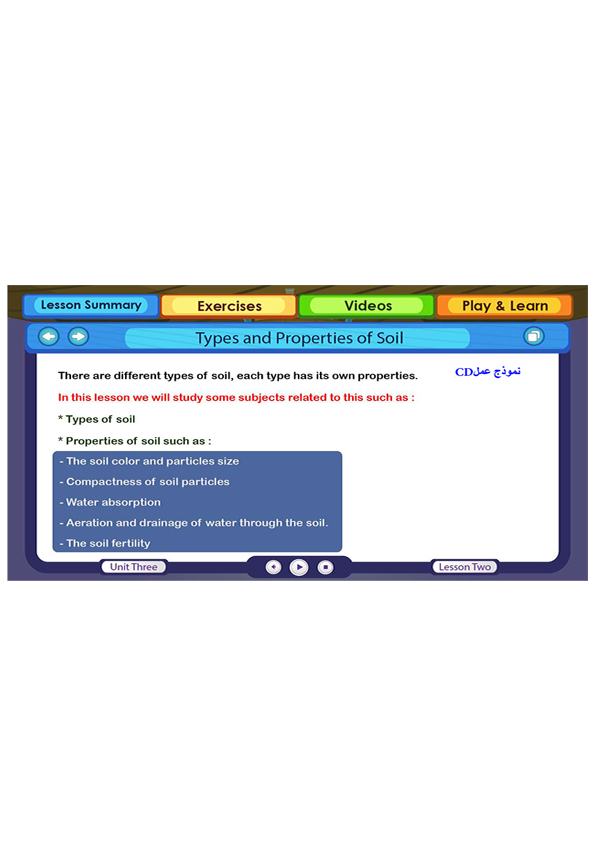 Lesson Summary Exercises Videos Play & Learn
Types and Properties of Soil
There are different types of soil, each type has its own properties.
نموذج عملCD
In this lesson we will study some subjects related to this such as :
* Types of soil
* Properties of soil such as :
- The soil color and particles size
- Compactness of soil particles
- Water absorption
- Aeration and drainage of water through the soil.
- The soil fertility
Unit Three Lesson Two